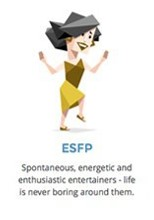 ESFP
Spontaneous, energetic and
enthusiastic entertainers - life
is never boring around them.